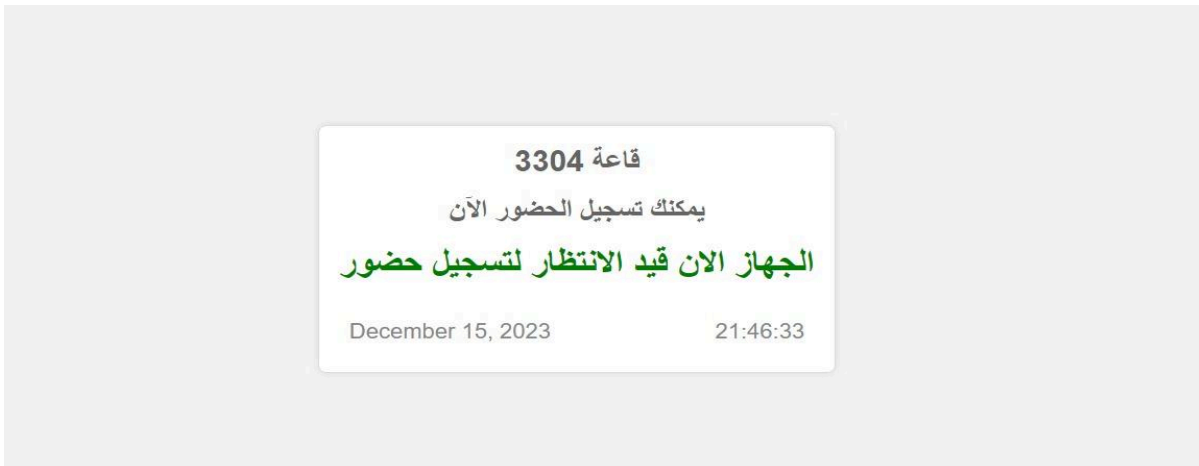 قاعة 3304
يمكنك تسجيل الحضور الآن
الجهاز الان قيد الانتظار لتسجيل حضور
December 15, 2023 21:46:33